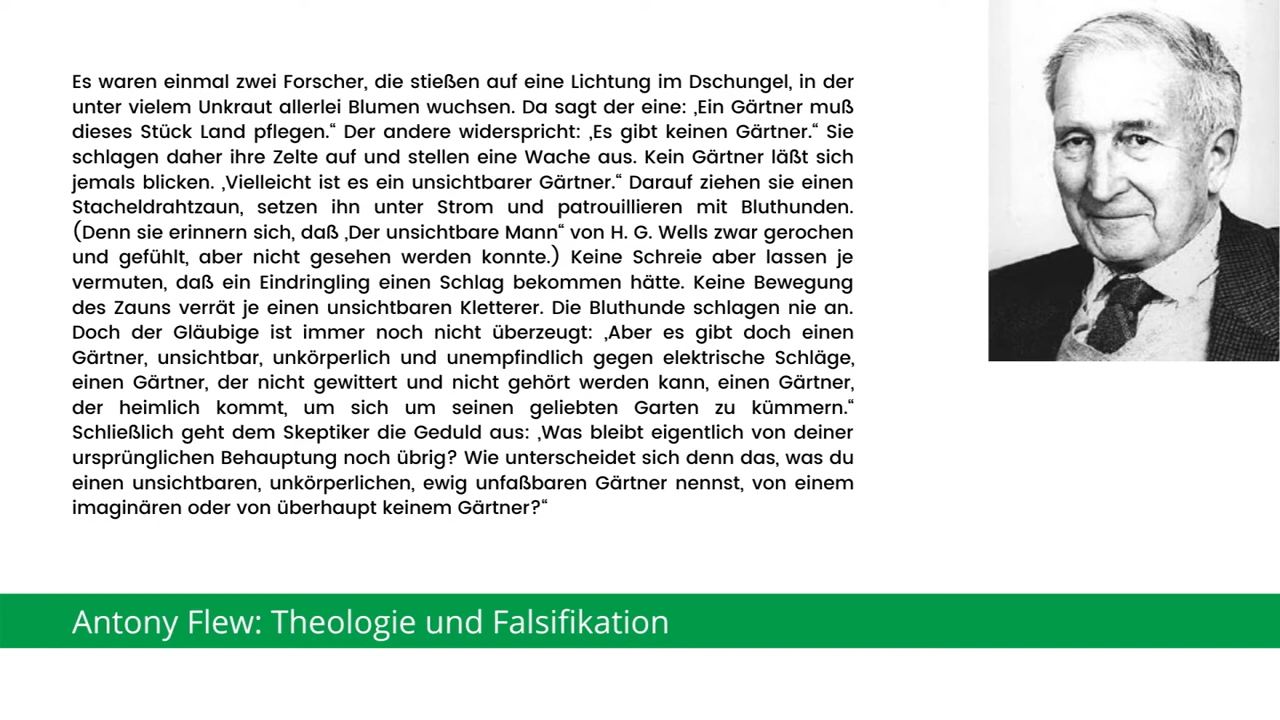 Es waren einmal zwei Forscher, die stießen auf eine Lichtung im Dschungel, in der
unter vielem Unkraut allerlei Blumen wuchsen. Da sagt der eine: ‚Ein Gärtner muß
dieses Stück Land pflegen.“ Der andere widerspricht: ‚Es gibt keinen Gärtner.“ Sie
schlagen daher ihre Zelte auf und stellen eine Wache aus. Kein Gärtner läßt sich
jemals blicken. ‚Vielleicht ist es ein unsichtbarer Gärtner.“ Darauf ziehen sie einen
Stacheldrahtzaun, setzen ihn unter Strom und patrouillieren mit Bluthunden.
(Denn sie erinnern sich, daß ‚Der unsichtbare Mann“ von H. G. Wells zwar gerochen
und gefühlt, aber nicht gesehen werden konnte.) Keine Schreie aber lassen je
vermuten, daß ein Eindringling einen Schlag bekommen hätte. Keine Bewegung
des Zauns verrät je einen unsichtbaren Kletterer. Die Bluthunde schlagen nie an.
Doch der Gläubige ist immer noch nicht überzeugt: ‚Aber es gibt doch einen
Gärtner, unsichtbar, unkörperlich und unempfindlich gegen elektrische Schläge,
einen Gärtner, der nicht gewittert und nicht gehört werden kann, einen Gärtner,
der heimlich kommt, um sich um seinen geliebten Garten zu kümmern.“
Schließlich geht dem Skeptiker die Geduld aus: ‚Was bleibt eigentlich von deiner
ursprünglichen Behauptung noch übrig? Wie unterscheidet sich denn das, was du
einen unsichtbaren, unkörperlichen, ewig unfaßbaren Gärtner nennst, von einem
imaginären oder von überhaupt keinem Gärtner?“
Antony Flew: Theologie und Falsifikation